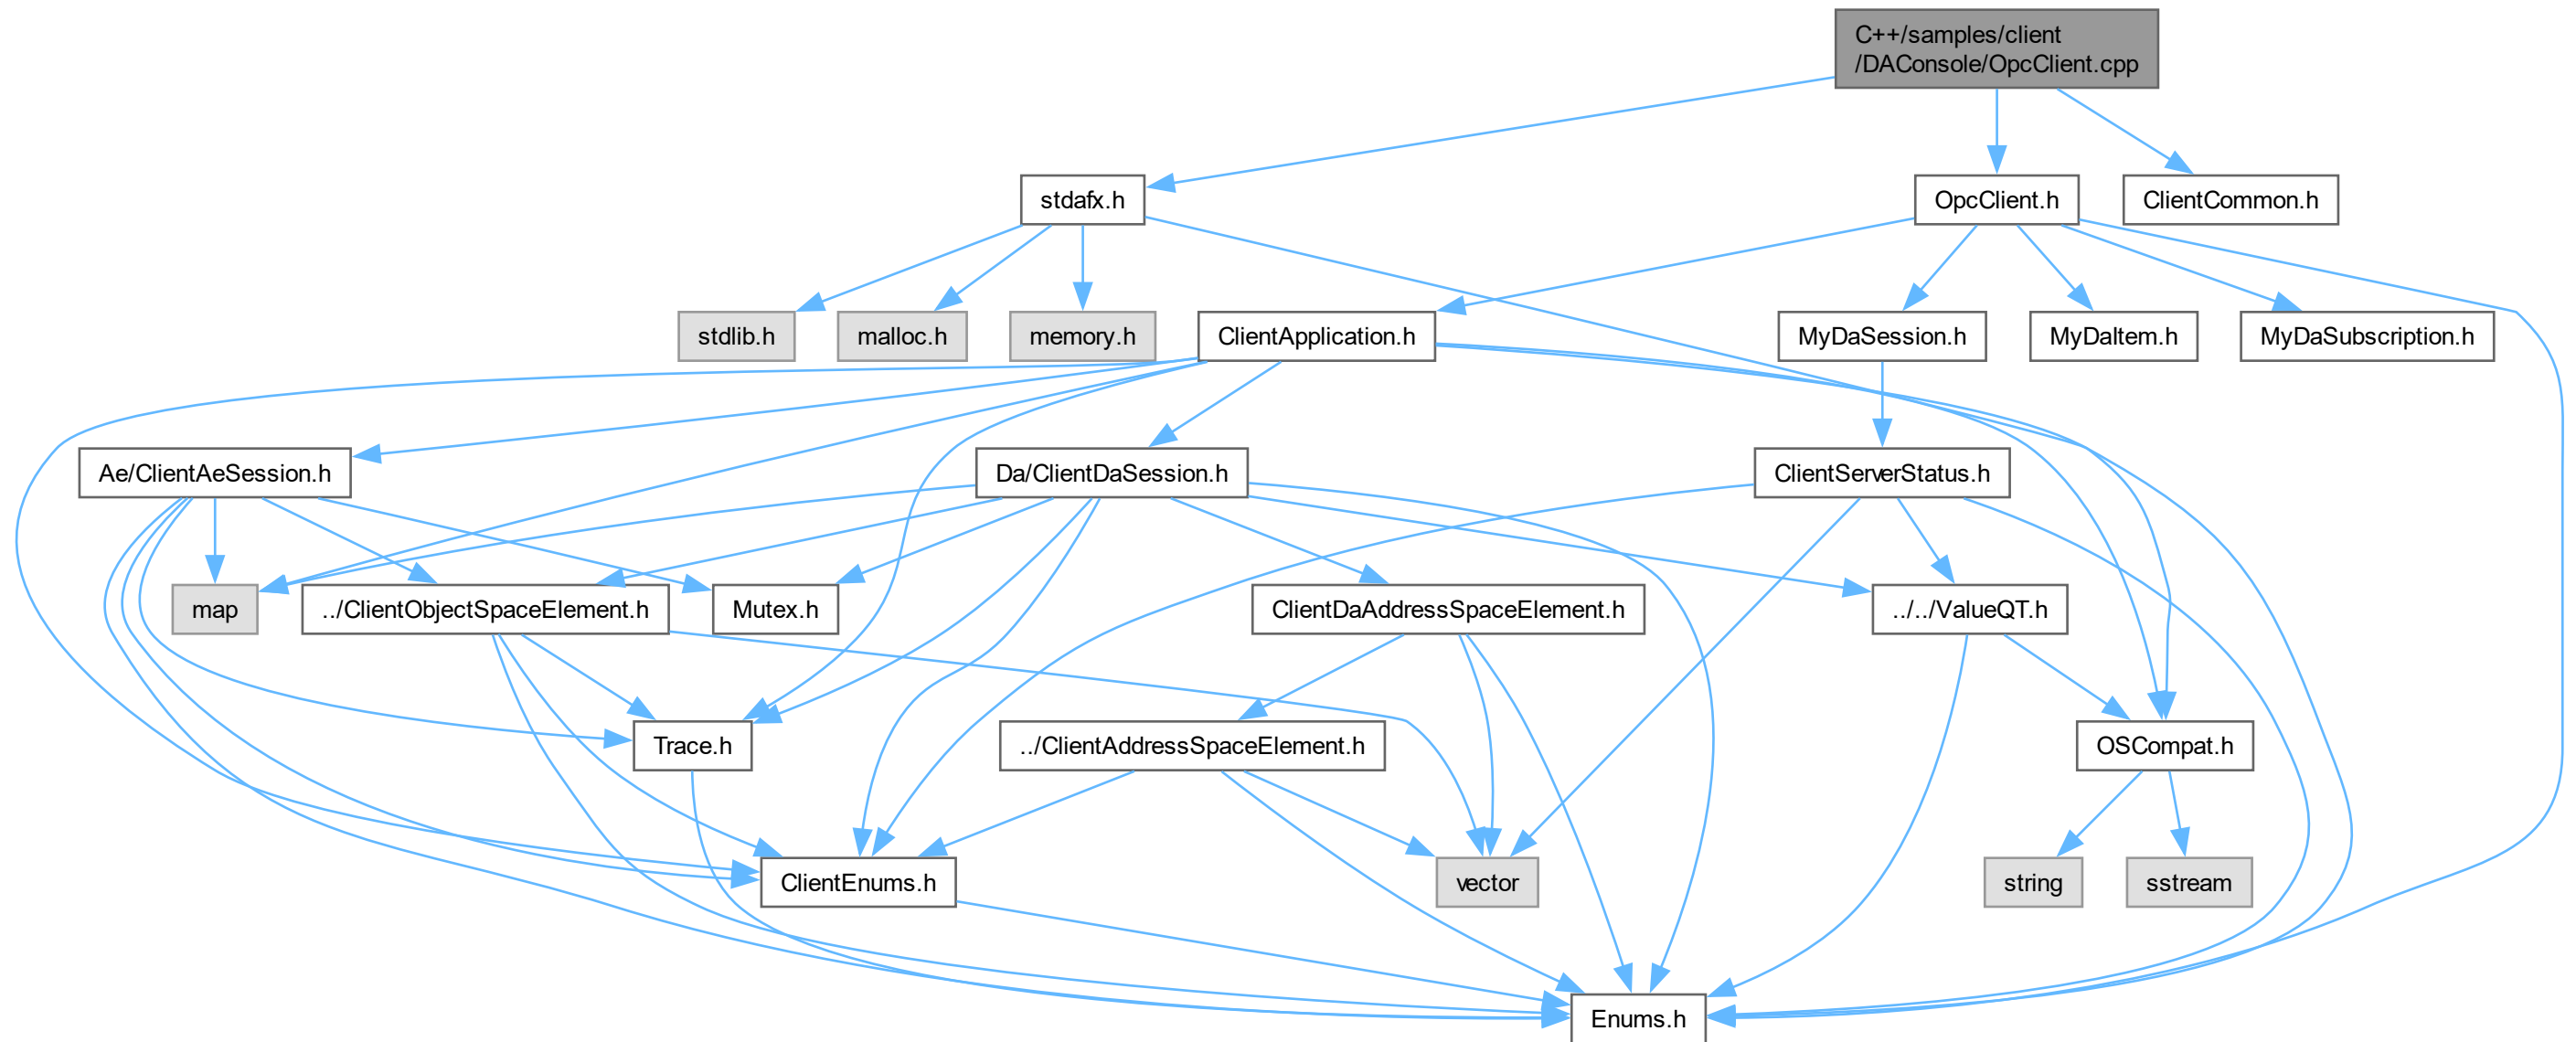 C++/samples/client
/DAConsole/OpcClient.cpp
stdafx.h
OpcClient.h
ClientCommon.h
stdlib.h
malloc.h
memory.h
ClientApplication.h
MyDaSession.h
MyDaItem.h
MyDaSubscription.h
Ae/ClientAeSession.h
Da/ClientDaSession.h
ClientServerStatus.h
map
../ClientObjectSpaceElement.h
Mutex.h
ClientDaAddressSpaceElement.h
../../ValueQT.h
Trace.h
../ClientAddressSpaceElement.h
OSCompat.h
ClientEnums.h
vector
string
sstream
Enums.h